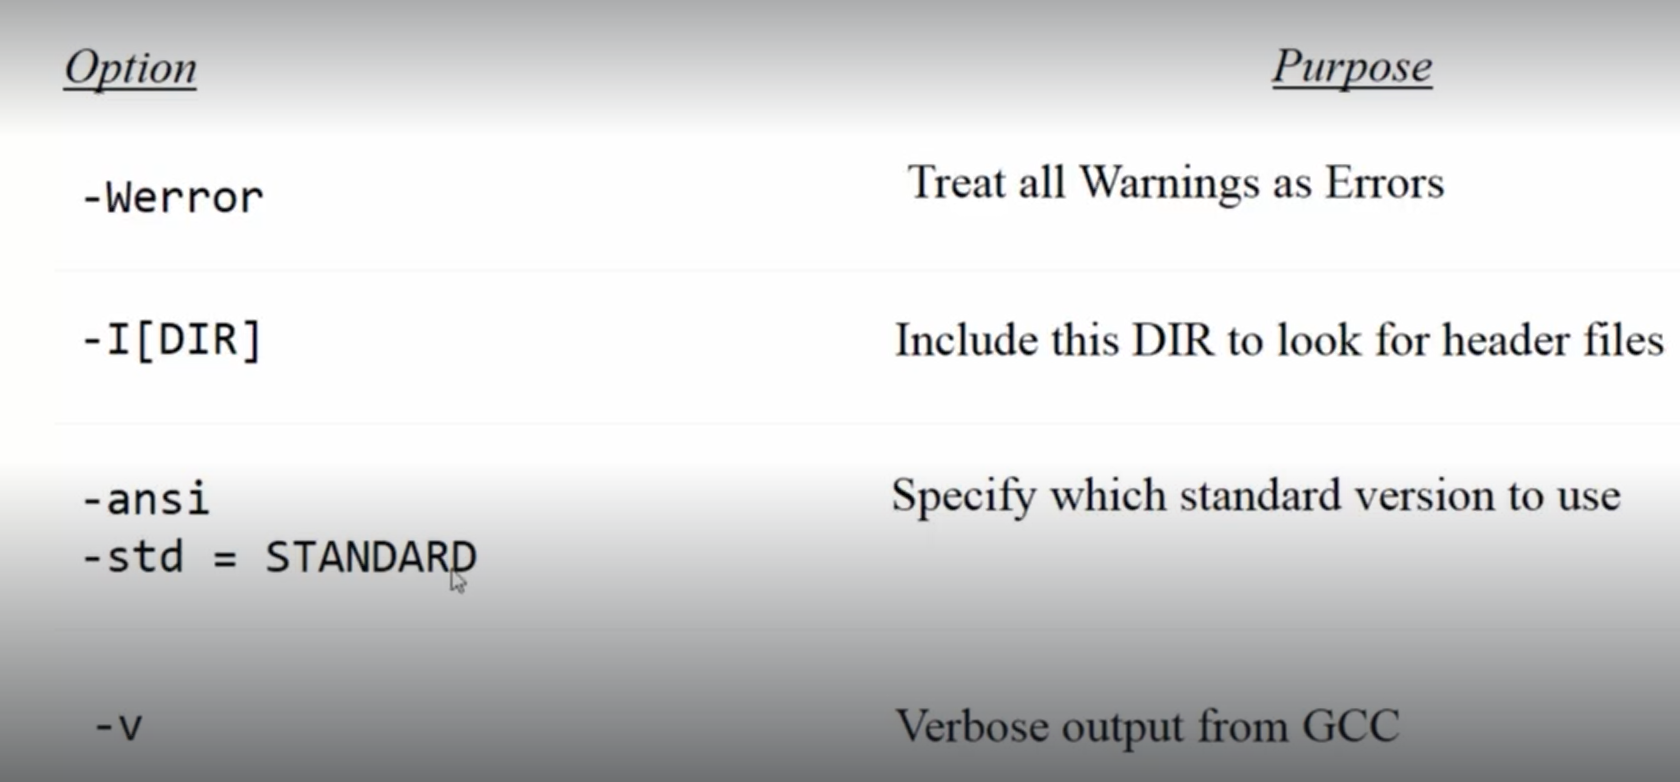 Option Purpose
-Werror Treat all Warnings as Errors
-I[DIR] Include this DIR to look for header files
-ansi Specify which standard version to use
-std = STANDARD
-v Verbose output from GCC